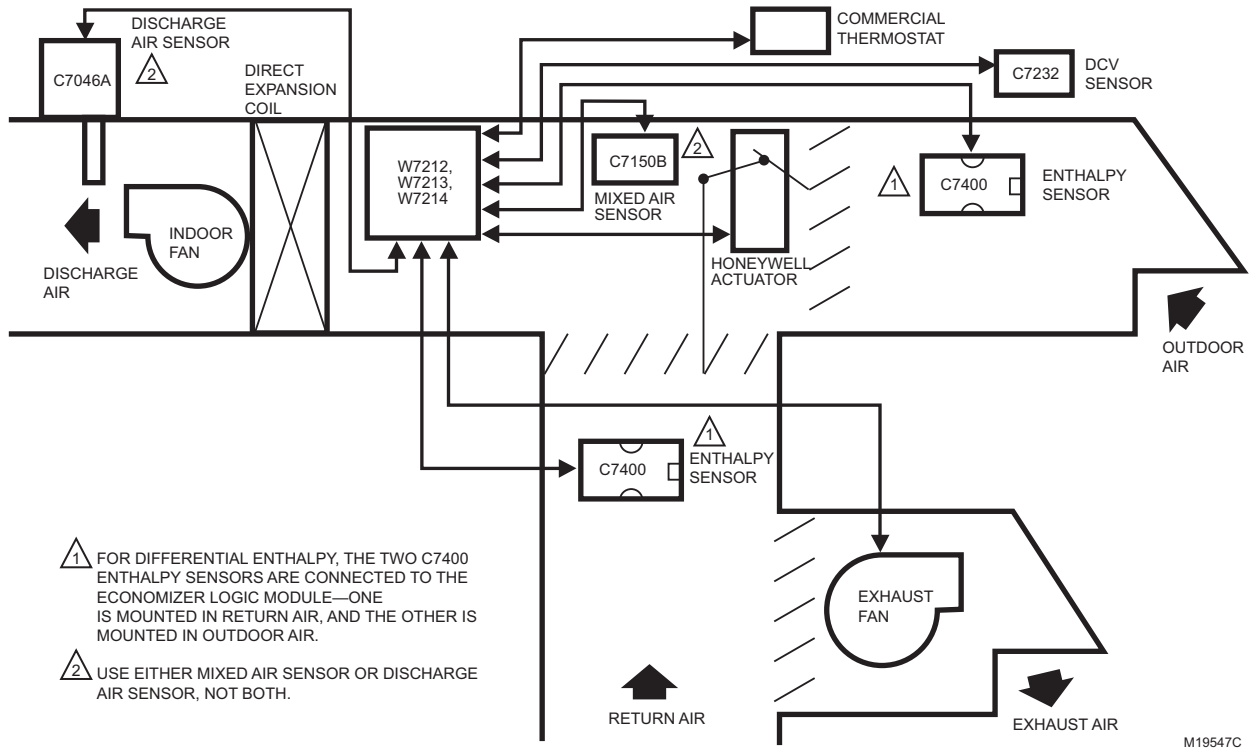 DISCHARGE
AIR SENSOR
C7046A
2
DIRECT
EXPANSION
COIL
COMMERCIAL
THERMOSTAT
C7232
DCV
SENSOR
W7212,
W7213,
W7214
C7150B
2
MIXED AIR
SENSOR
1
C7400
ENTHALPY
SENSOR
INDOOR
FAN
DISCHARGE
AIR
HONEYWELL
ACTUATOR
OUTDOOR
AIR
C7400
1
ENTHALPY
SENSOR
1 FOR DIFFERENTIAL ENTHALPY, THE TWO C7400
ENTHALPY SENSORS ARE CONNECTED TO THE
ECONOMIZER LOGIC MODULE—ONE
IS MOUNTED IN RETURN AIR, AND THE OTHER IS
MOUNTED IN OUTDOOR AIR.
2 USE EITHER MIXED AIR SENSOR OR DISCHARGE
AIR SENSOR, NOT BOTH.
EXHAUST
FAN
RETURN AIR
EXHAUST AIR
M19547C